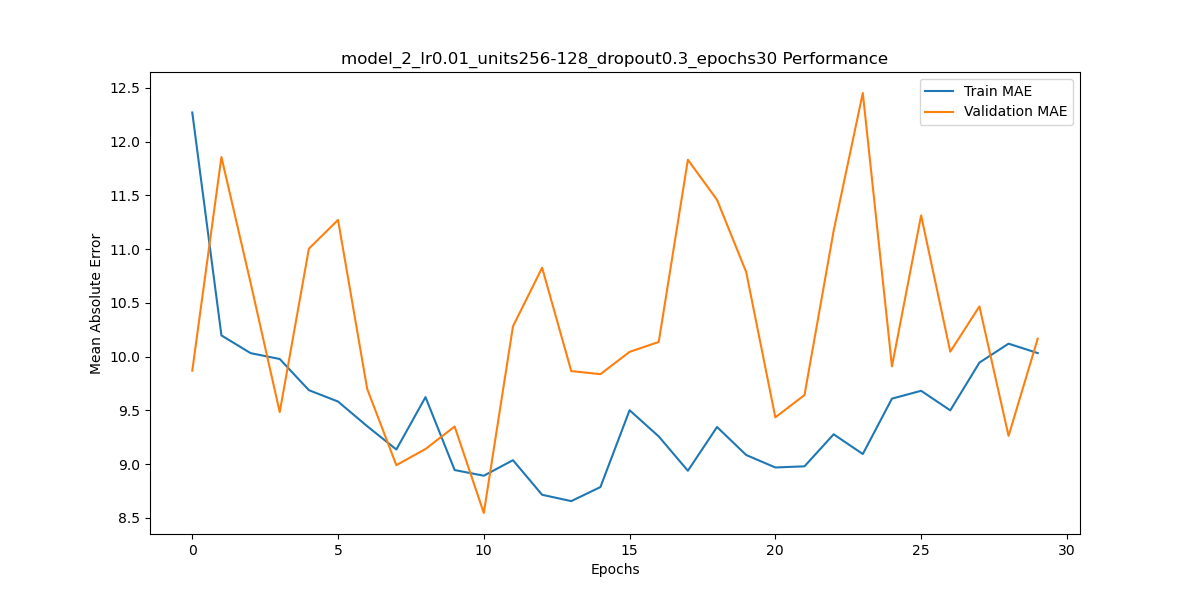 model_2_lr0.01_units256-128_dropout0.3_epochs30 Performance
Train MAE
Validation MAE
Mean Absolute Error
12.5
12.0
11.5
11.0
10.5
10.0
9.5
9.0
8.5
0 5 10 15 20 25 30
Epochs